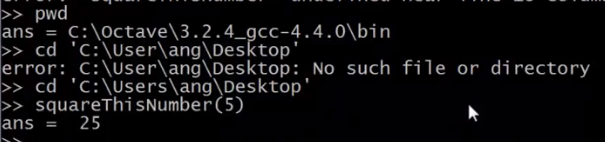 >> pwd
ans = C:\Octave\3.2.4_gcc-4.4.0\bin
>> cd 'C:\User\ang\Desktop'
error: C:\User\ang\Desktop: No such file or directory
>> cd 'C:\Users\ang\Desktop'
>> squareThisNumber(5)
ans =  25
>>